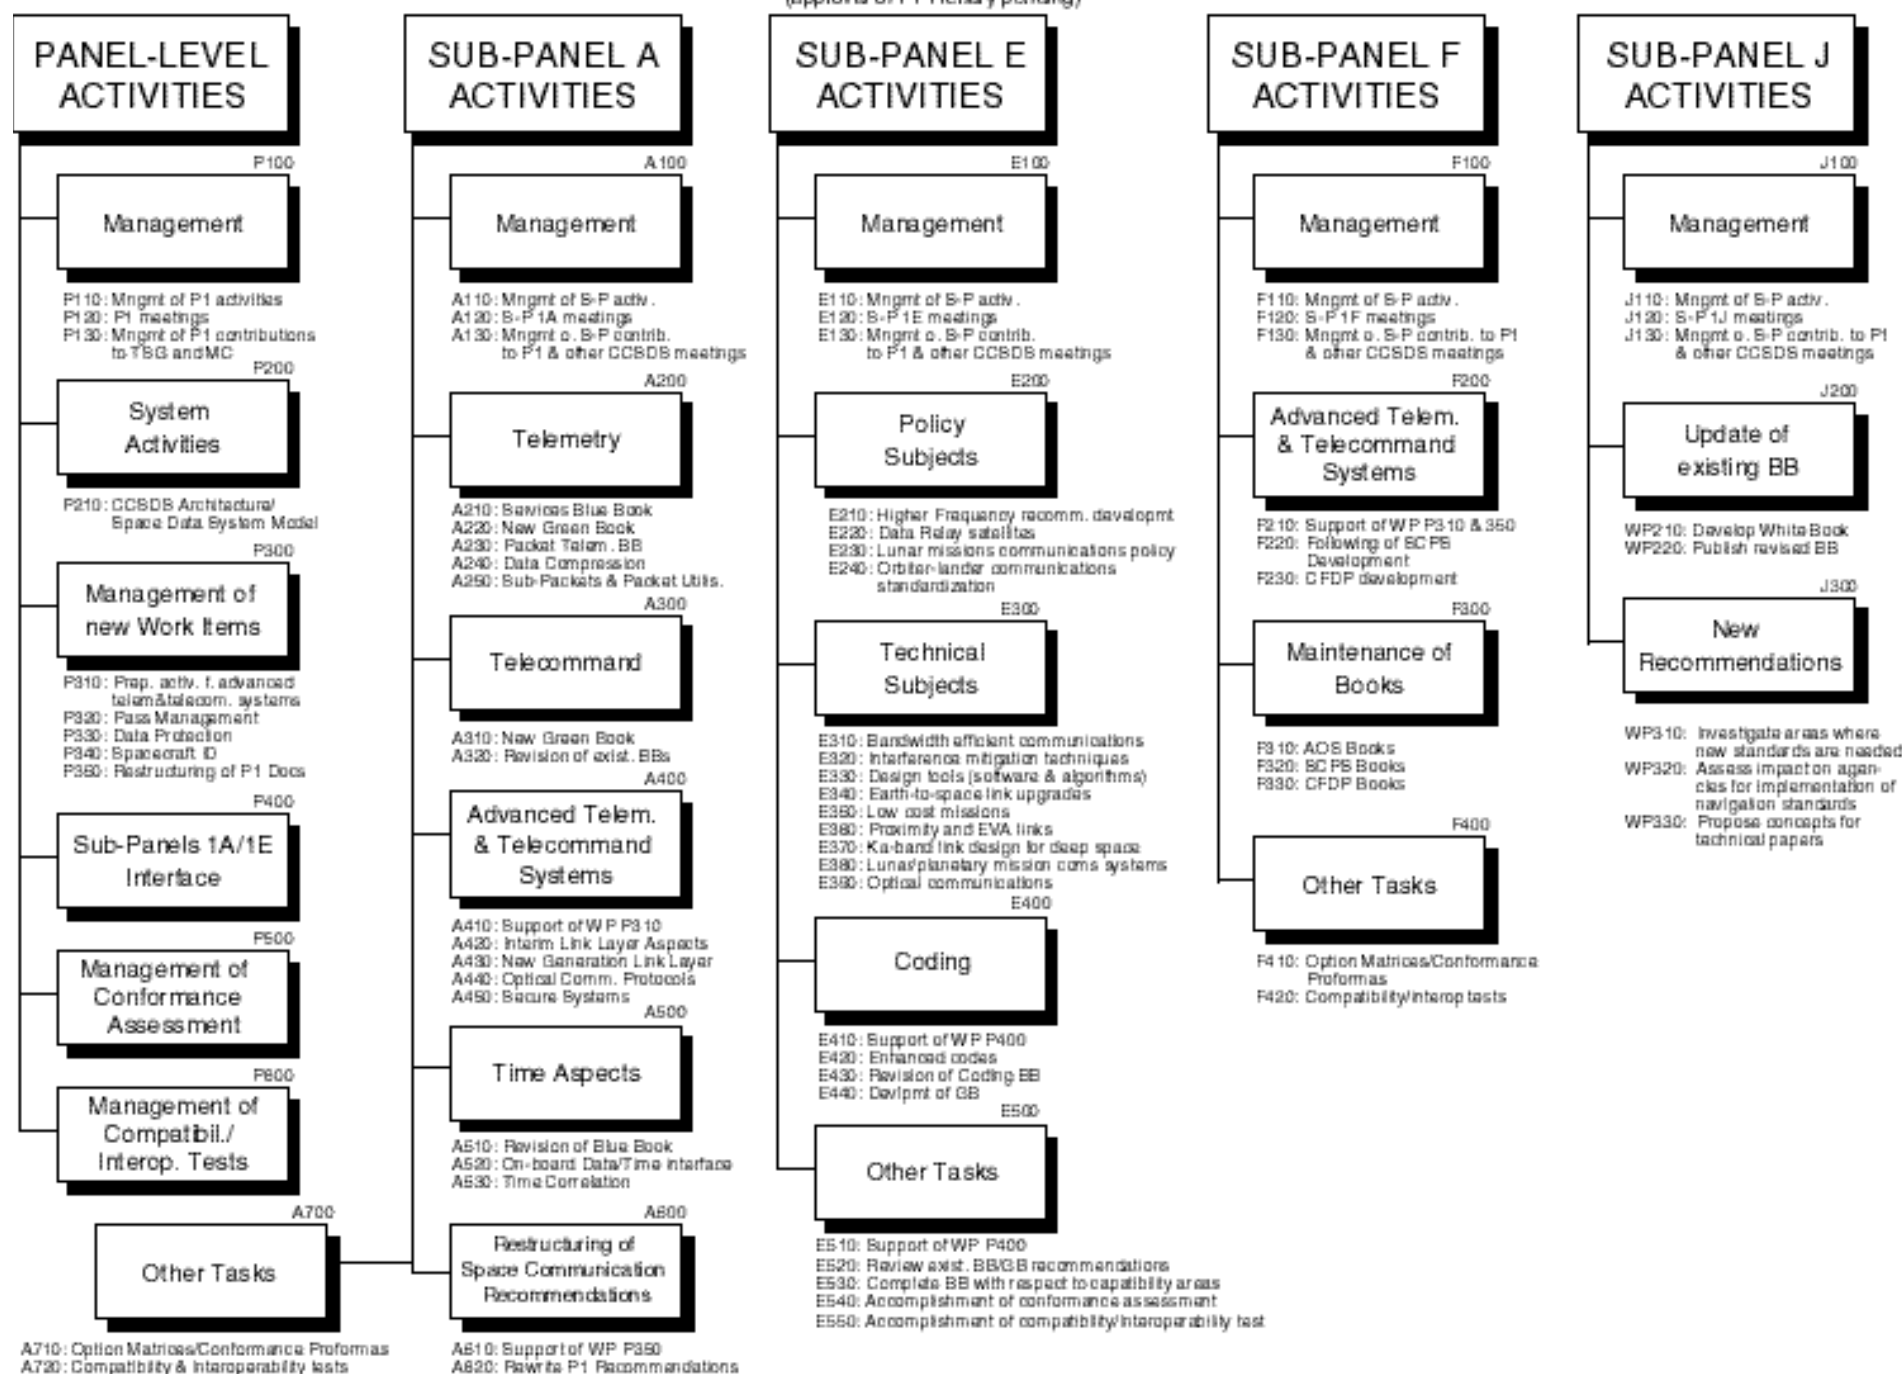 PANEL-LEVEL
ACTIVITIES
P100
Management
P110: Mngmt of P1 activities
P120: P1 meetings
P130: Mngmt of P1 contributions
to TSG and MC
P200
System
Activities
P210: CCSDS Architecture/
Space Data System Model
P300
Management of
new Work Items
P310: Prep. activ. f. advanced
telem&telecom. systems
P320: Pass Management
P330: Data Protection
P340: Spacecraft ID
P350: Restructuring of P1 Docs
P400
Sub-Panels 1A/1E
Interface
P500
Management of
Conformance
Assessment
P600
Management of
Compatibil./
Interop. Tests
SUB-PANEL A
ACTIVITIES
A100
Management
A110: Mngmt of S-P activ.
A120: S-P1A meetings
A130: Mngmt o. S-P contrib.
to P1 & other CCSDS meetings
A200
Telemetry
A210: Services Blue Book
A220: New Green Book
A230: Packet Telem. BB
A240: Data Compression
A250: Sub-Packets & Packet Utilis.
A300
Telecommand
A310: New Green Book
A320: Revision of exist. BBs
A400
Advanced Telem.
& Telecommand
Systems
A410: Support of WP P310
A420: Interim Link Layer Aspects
A430: New Generation Link Layer
A440: Optical Comm. Protocols
A450: Secure Systems
A500
Time Aspects
A510: Revision of Blue Book
A520: On-board Data/Time interface
A530: Time Correlation
A600
Restructuring of
Space Communication
Recommendations
A610: Support of WP P350
A620: Rewrite P1 Recommendations
A700
Other Tasks
A710: Option Matrices/Conformance Proformas
A720: Compatibility & Interoperability tests
SUB-PANEL E
ACTIVITIES
E100
Management
E110: Mngmt of S-P activ.
E120: S-P1E meetings
E130: Mngmt o. S-P contrib.
to P1 & other CCSDS meetings
E200
Policy
Subjects
E210: Higher Frequency recomm. developmt
E220: Data Relay satellites
E230: Lunar missions communications policy
E240: Orbiter-lander communications
standardization
E300
Technical
Subjects
E310: Bandwidth efficient communications
E320: Interference mitigation techniques
E330: Design tools (software & algorithms)
E340: Earth-to-space link upgrades
E350: Low cost missions
E360: Proximity and EVA links
E370: Ka-band link design for deep space
E380: Lunar/planetary mission coms systems
E390: Optical communications
E400
Coding
E410: Support of WP P400
E420: Enhanced codes
E430: Revision of Coding BB
E440: Devlpmt of GB
E500
Other Tasks
E510: Support of WP P400
E520: Review exist. BB/GB recommendations
E530: Complete BB with respect to capatibility areas
E540: Accomplishment of conformance assessment
E550: Accomplishment of compatiblity/interoperability test
SUB-PANEL F
ACTIVITIES
F100
Management
F110: Mngmt of S-P activ.
F120: S-P1F meetings
F130: Mngmt o. S-P contrib. to P1
& other CCSDS meetings
F200
Advanced Telem.
& Telecommand
Systems
F210: Support of WP P310 & 350
F220: Following of SCPS
Development
F230: CFDP development
F300
Maintenance of
Books
F310: AOS Books
F320: SCPS Books
F330: CFDP Books
F400
Other Tasks
F410: Option Matrices/Conformance
Proformas
F420: Compatibility/interop tests
SUB-PANEL J
ACTIVITIES
J100
Management
J110: Mngmt of S-P activ.
J120: S-P1J meetings
J130: Mngmt o. S-P contrib. to P1
& other CCSDS meetings
J200
Update of
existing BB
WP210: Develop White Book
WP220: Publish revised BB
J300
New
Recommendations
WP310: Investigate areas where
new standards are needed
WP320: Assess impact on agen-
cies for implementation of
navigation standards
WP330: Propose concepts for
technical papers